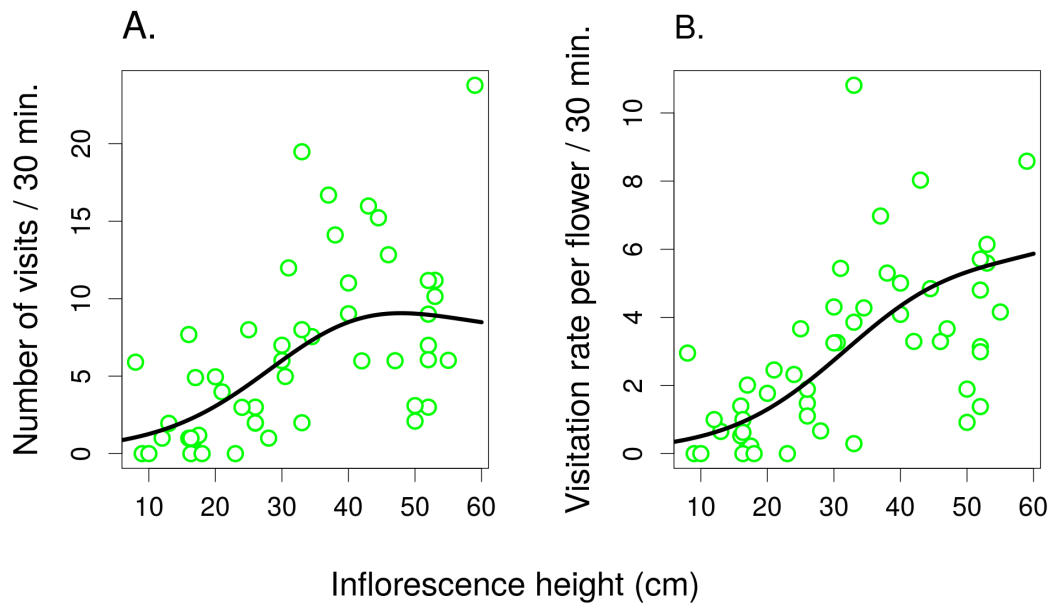 A.
B.
Number of visits / 30 min.
20
15
10
5
0
10 20 30 40 50 60
Visitation rate per flower / 30 min.
10
8
6
4
2
0
10 20 30 40 50 60
Inflorescence height (cm)